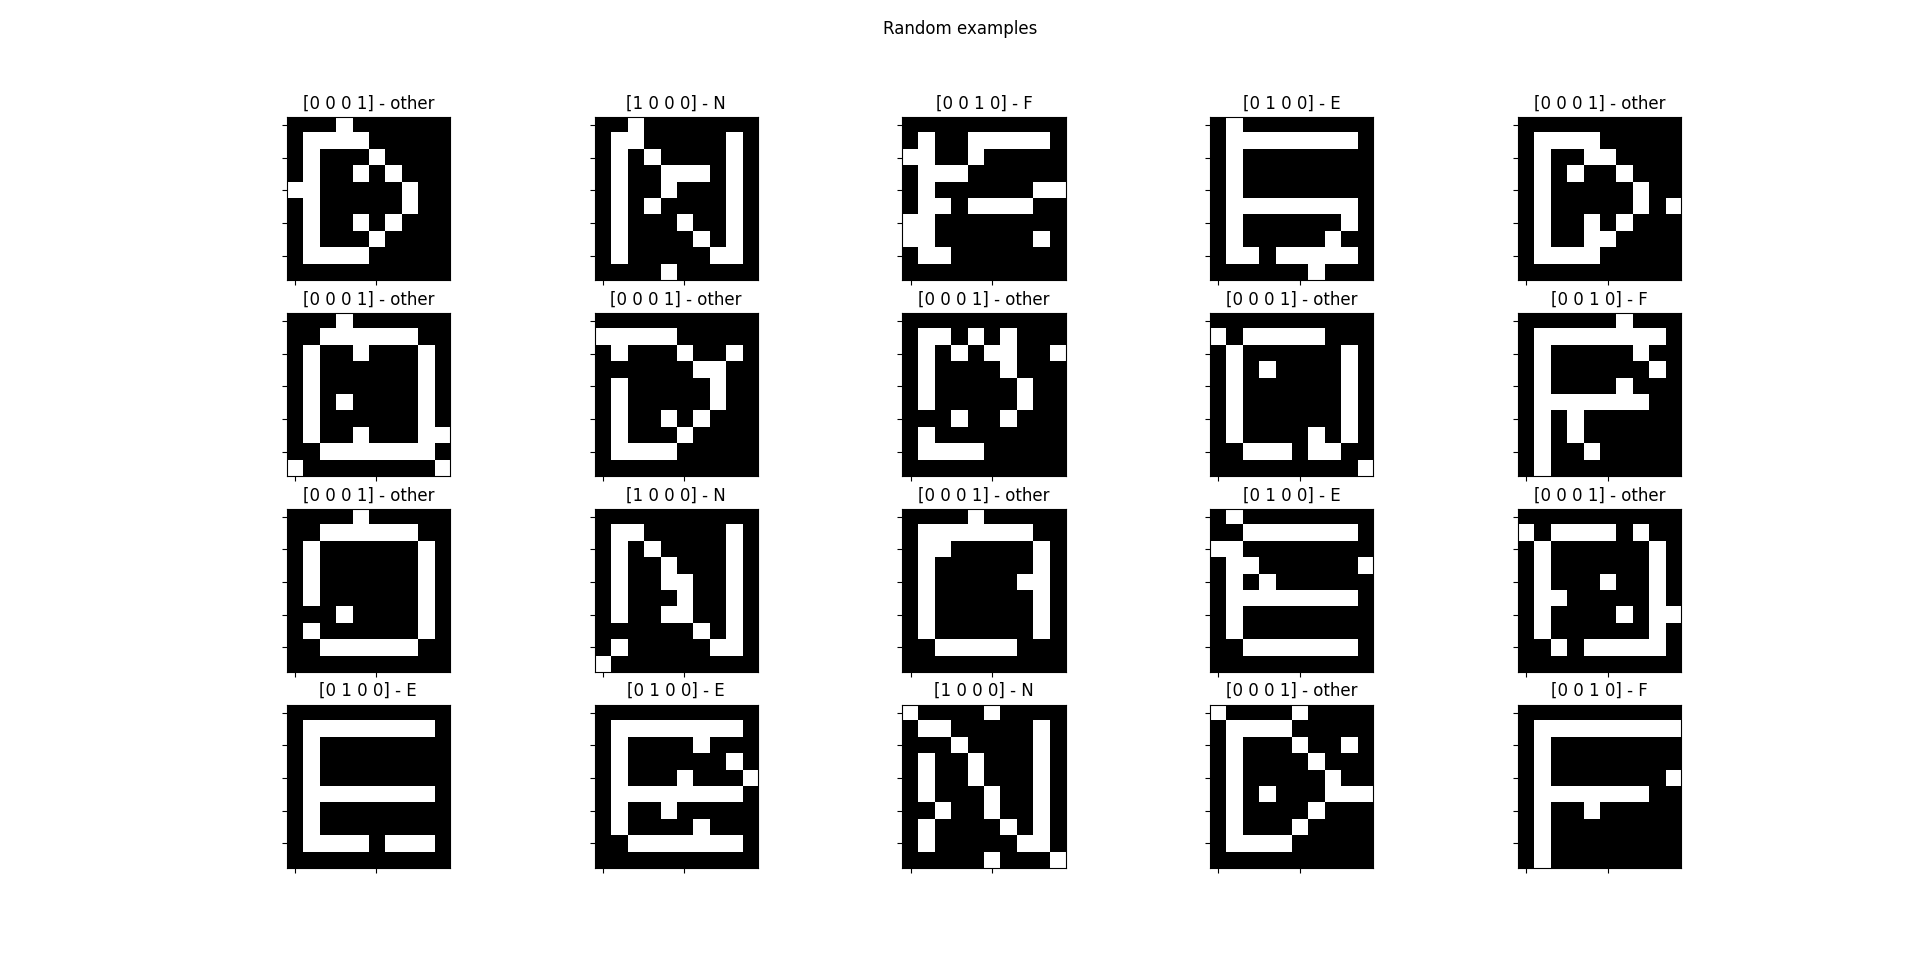 Random examples
[0 0 0 1] - other [1 0 0 0] - N [0 0 1 0] - F [0 1 0 0] - E [0 0 0 1] - other
[0 0 0 1] - other [0 0 0 1] - other [0 0 0 1] - other [0 0 0 1] - other [0 0 1 0] - F
[0 0 0 1] - other [1 0 0 0] - N [0 0 0 1] - other [0 1 0 0] - E [0 0 0 1] - other
[0 1 0 0] - E [0 1 0 0] - E [1 0 0 0] - N [0 0 0 1] - other [0 0 1 0] - F